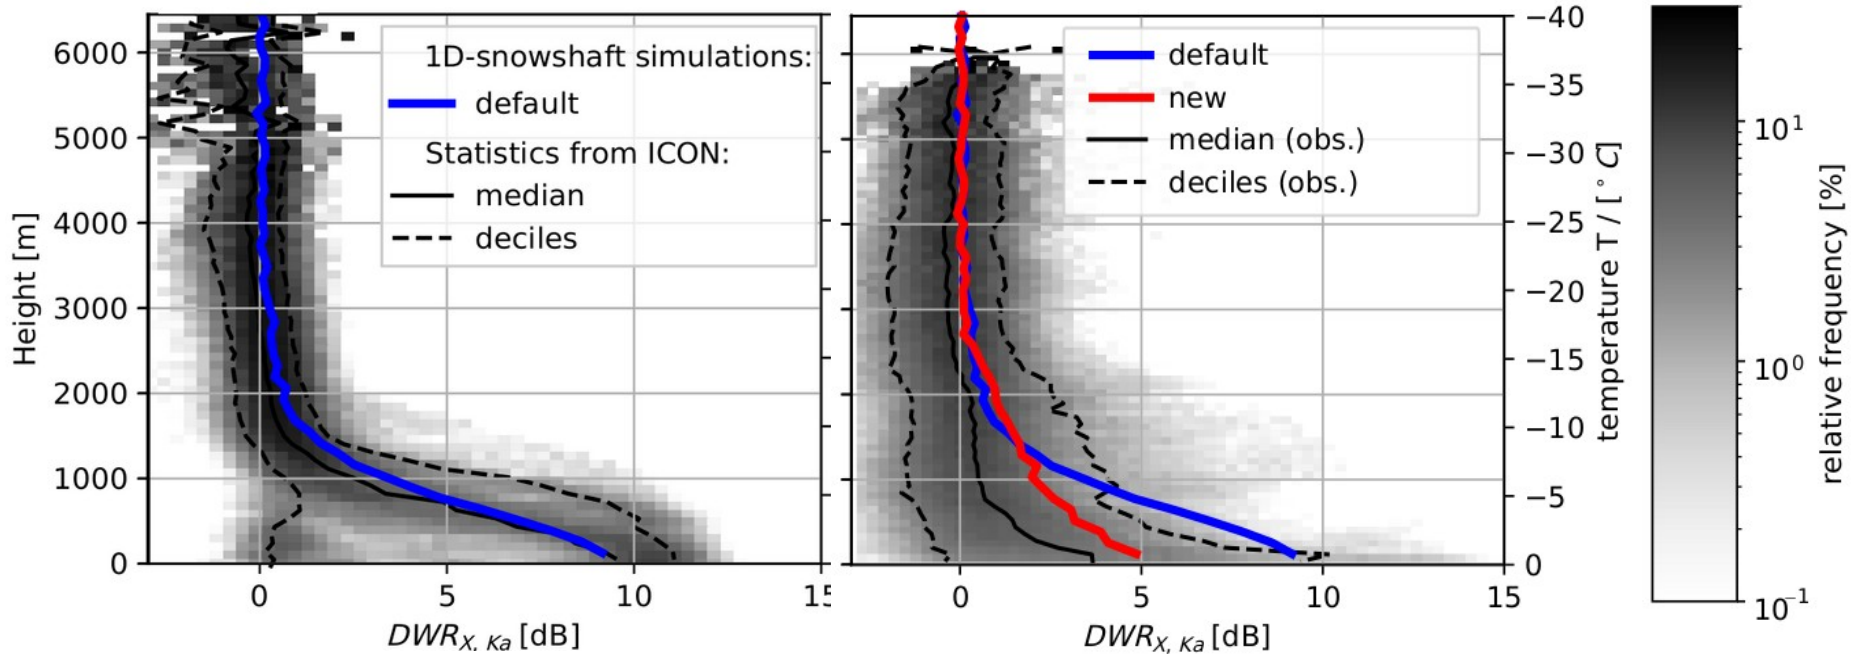 Height [m]
6000
5000
4000
3000
2000
1000
0
1D-snowshaft simulations:
default
Statistics from ICON:
median
deciles
0
5
10
15
DWR_{X, Ka} [dB]
default
new
median (obs.)
deciles (obs.)
−40
−35
−30
−25
−20
−15
−10
−5
0
temperature T / [ ° C]
0
5
10
15
DWR_{X, Ka} [dB]
10^1
10^0
10^{−1}
relative frequency [%]